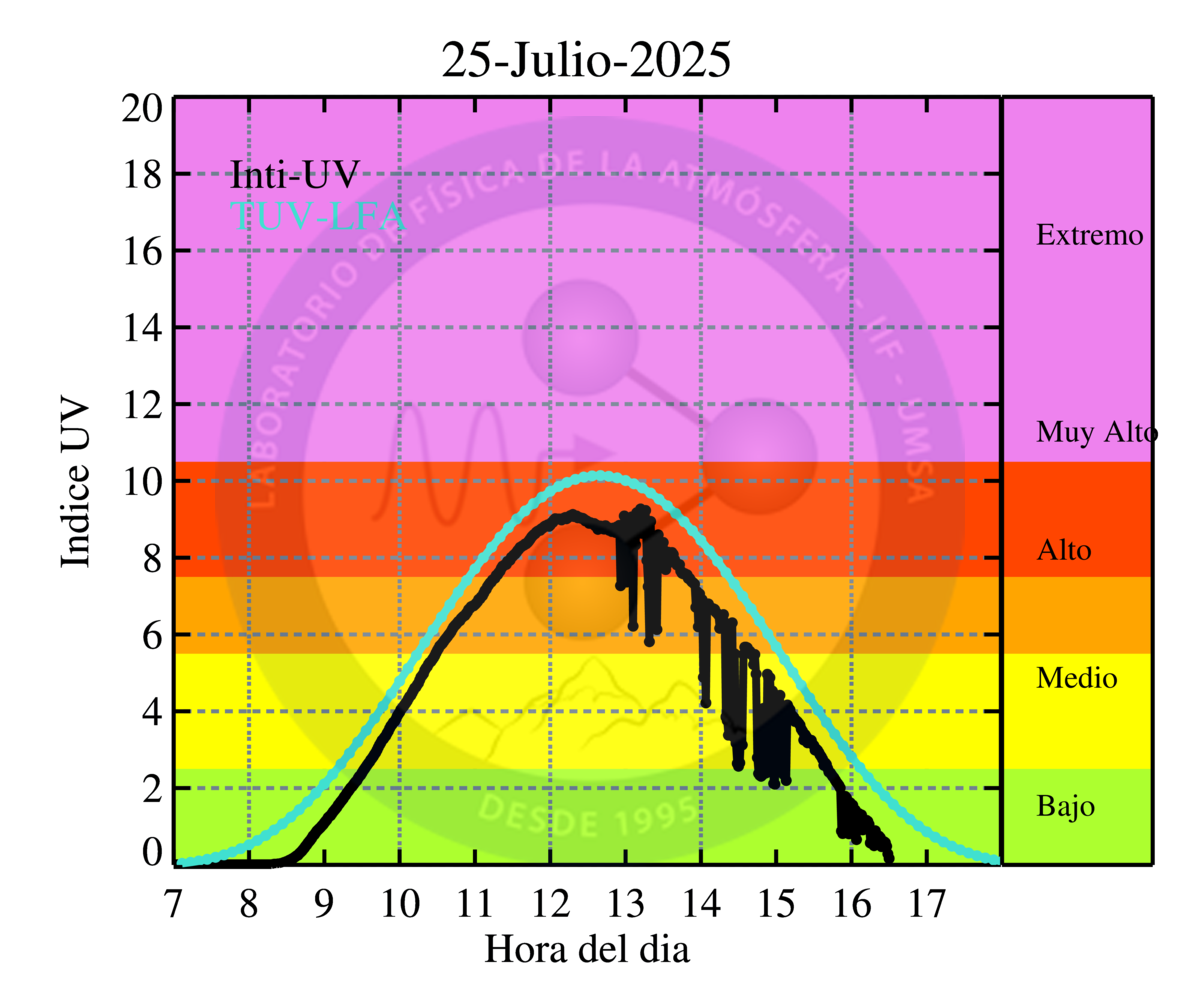 25-Julio-2025
Inti-UV
TUV-LFA
LABORATORIO DE FÍSICA DE LA ATMÓSFERA - IIF - UMSA
DESDE 1995
Indice UV
20
18
16
14
12
10
8
6
4
2
0
Extremo
Muy Alto
Alto
Medio
Bajo
7 8 9 10 11 12 13 14 15 16 17
Hora del dia